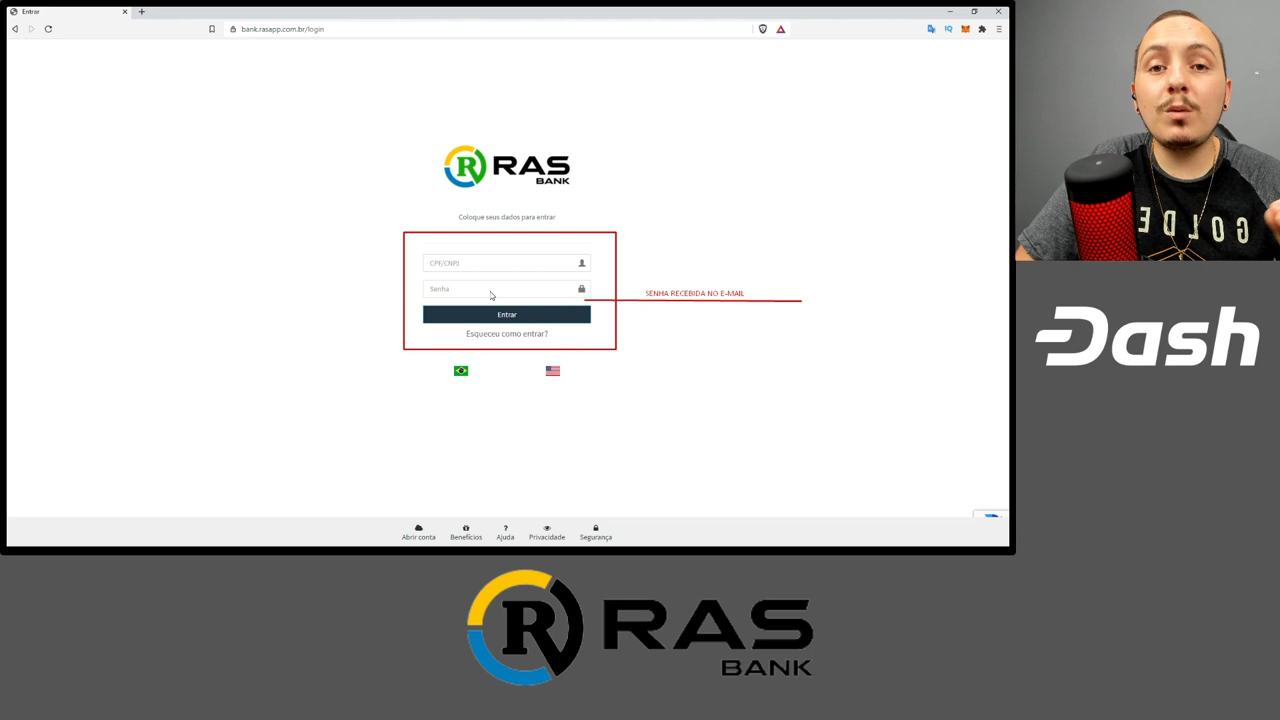 Entrar
bank.rasapp.com.br/login
RAS
BANK
Coloque seus dados para entrar
CPF/CNPJ
Senha
SENHA RECEBIDA NO E-MAIL
Entrar
Esqueceu como entrar?
Abrir conta
Benefícios
Ajuda
Privacidade
Segurança
GOLDE
Dash
R RAS
BANK